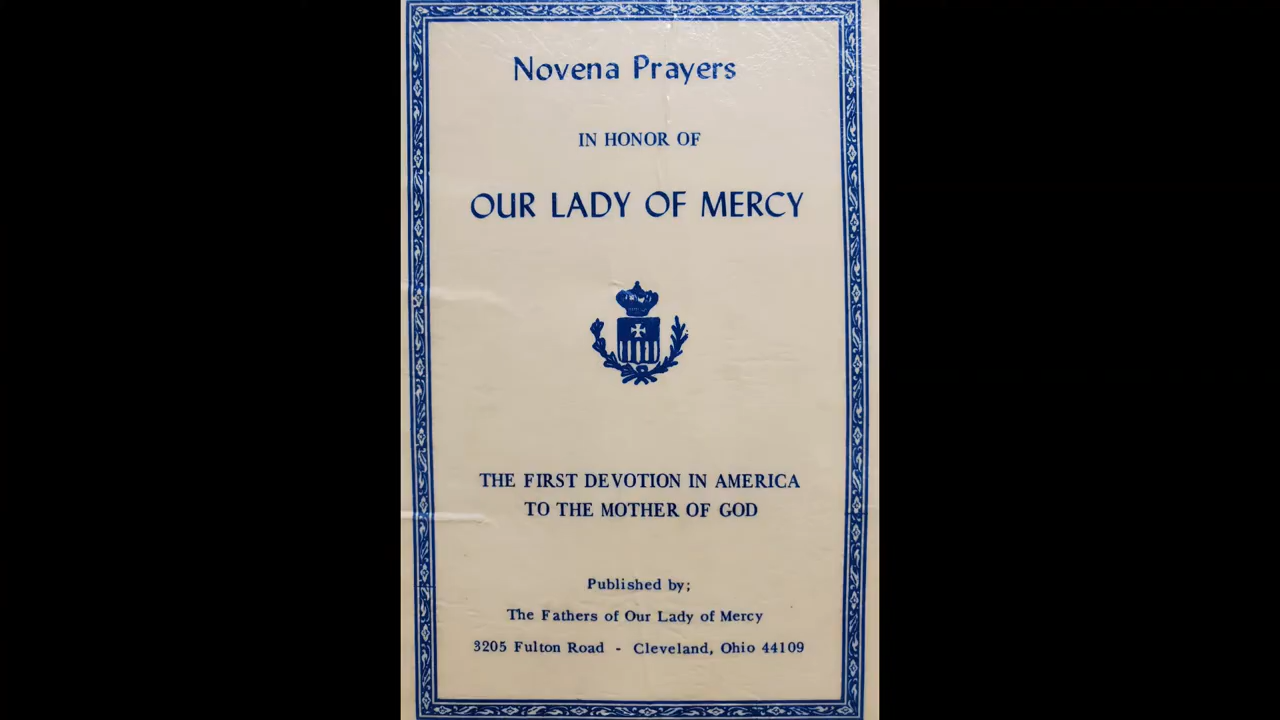 Novena Prayers
IN HONOR OF
OUR LADY OF MERCY
THE FIRST DEVOTION IN AMERICA
TO THE MOTHER OF GOD
Published by;
The Fathers of Our Lady of Mercy
3205 Fulton Road - Cleveland, Ohio 44109